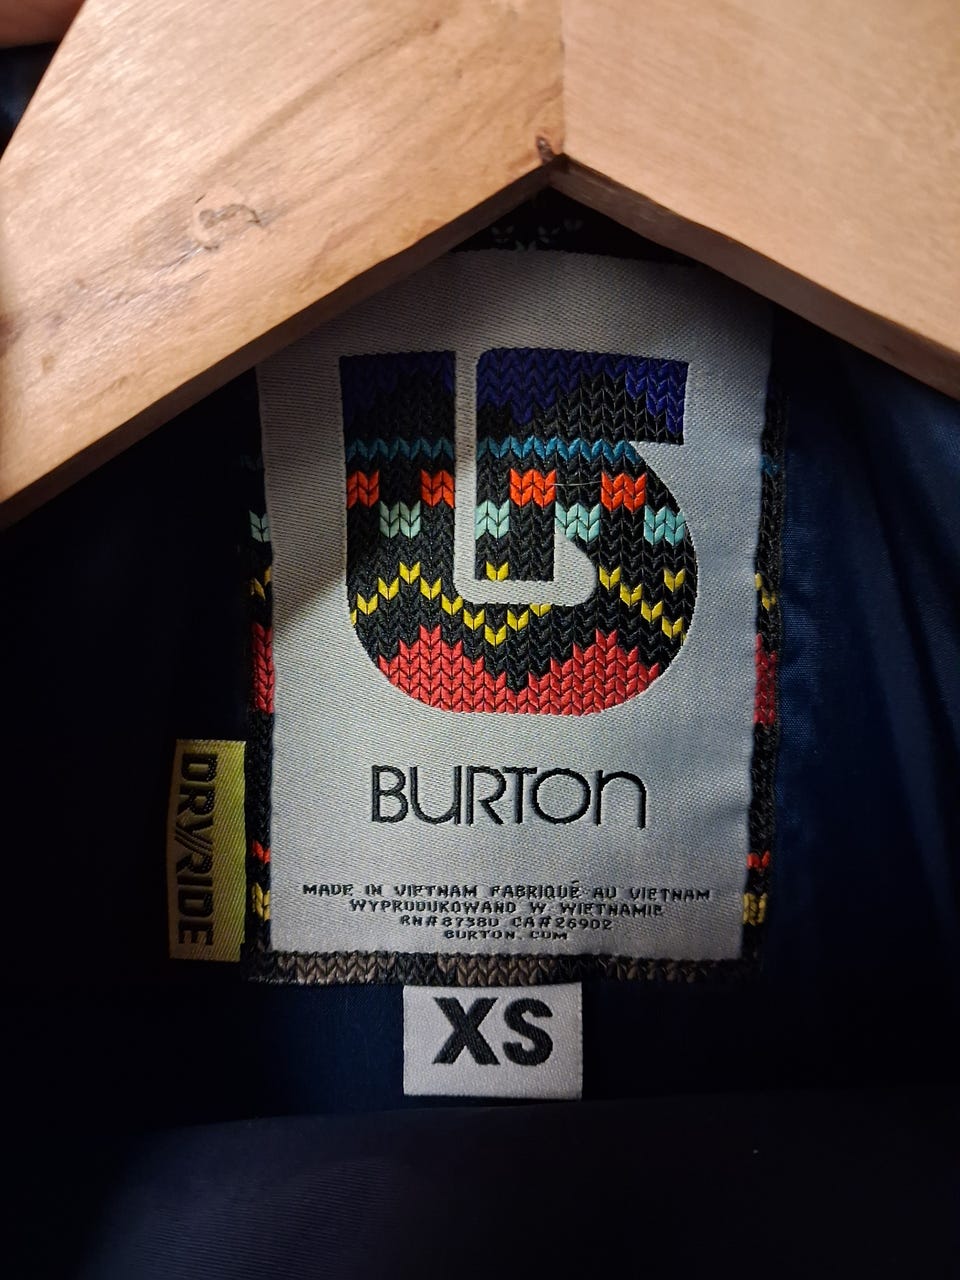 BURTON
MADE IN VIETNAM FABRIQUÉ AU VIETNAM
WYPRODUKOWANO W WIETNAMIE
RN#87380 CA#26902
BURTON.COM
DRYRIDE
XS